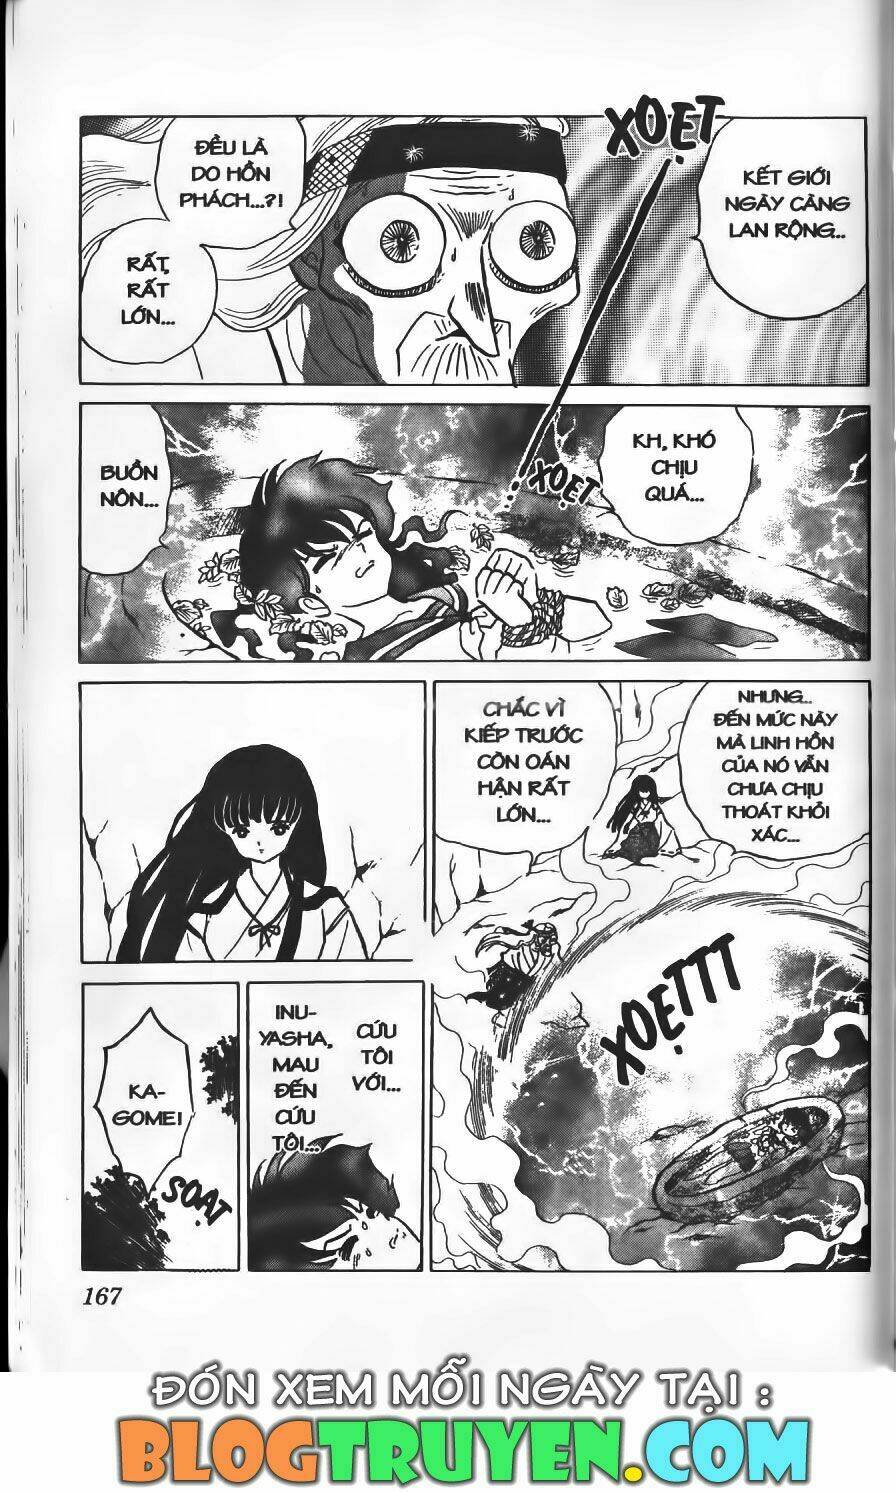 XOẸT
KẾT GIỚI
NGÀY CÀNG
LAN RỘNG...
ĐỀU LÀ
DO HỒN
PHÁCH...?!
RẤT,
RẤT
LỚN...
KH, KHÓ
CHỊU
QUÁ...
XOẸT
BUỒN
NÔN...
NHƯNG...
ĐẾN MỨC NÀY
MÀ LINH HỒN
CỦA NÓ VẪN
CHƯA CHỊU
THOÁT KHỎI
XÁC...
CHẮC VÌ
KIẾP TRƯỚC
CÒN OÁN
HẬN RẤT
LỚN...
XOẸTTT
CỨU
TÔI
VỚI...
INU-
YASHA,
MAU
ĐẾN
CỨU
TÔI...
KA-
GOME!
SOẠT
167
ĐÓN XEM MỖI NGÀY TẠI :
BLOGTRUYEN.COM